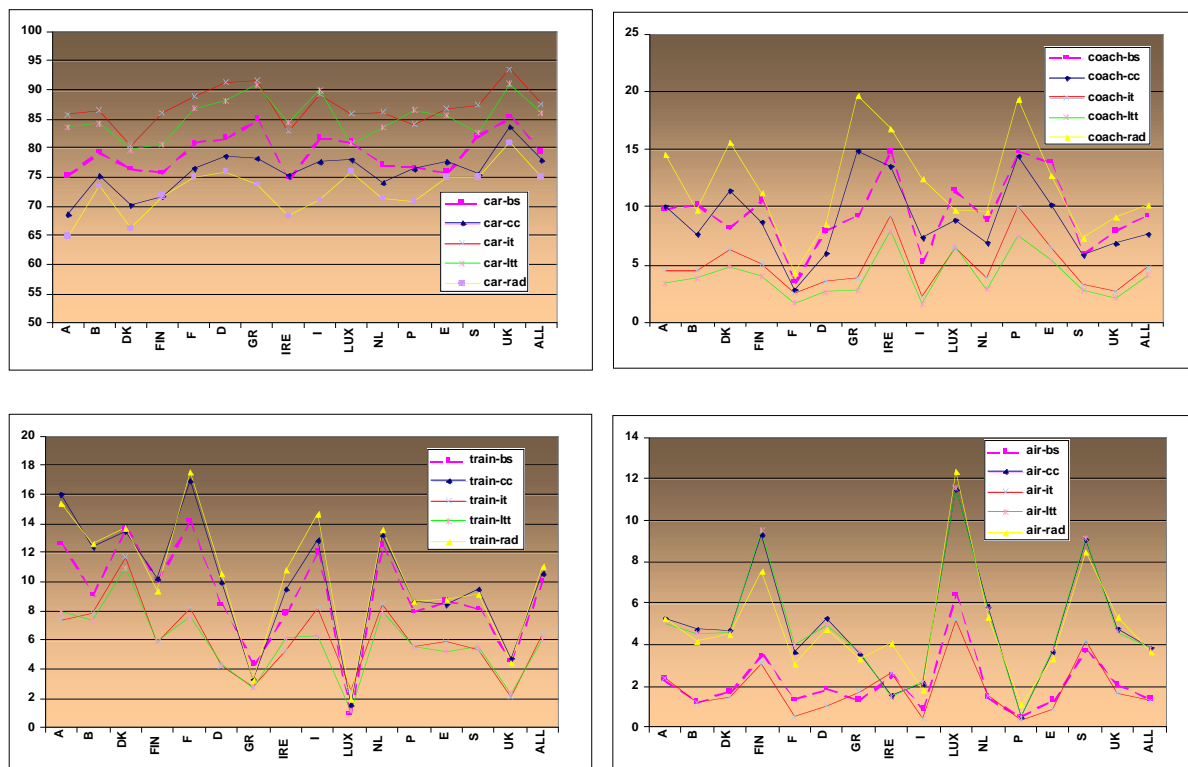 100
95
90
85
80
75
70
65
60
55
50
car-bs
car-cc
car-it
car-ltt
car-rad
A
B
DK
FIN
F
D
GR
IRE
I
LUX
NL
P
E
S
UK
ALL
25
20
15
10
5
0
coach-bs
coach-cc
coach-it
coach-ltt
coach-rad
A
B
DK
FIN
F
D
GR
IRE
I
LUX
NL
P
E
S
UK
ALL
20
18
16
14
12
10
8
6
4
2
0
train-bs
train-cc
train-it
train-ltt
train-rad
A
B
DK
FIN
F
D
GR
IRE
I
LUX
NL
P
E
S
UK
ALL
14
12
10
8
6
4
2
0
air-bs
air-cc
air-it
air-ltt
air-rad
A
B
DK
FIN
F
D
GR
IRE
I
LUX
NL
P
E
S
UK
ALL